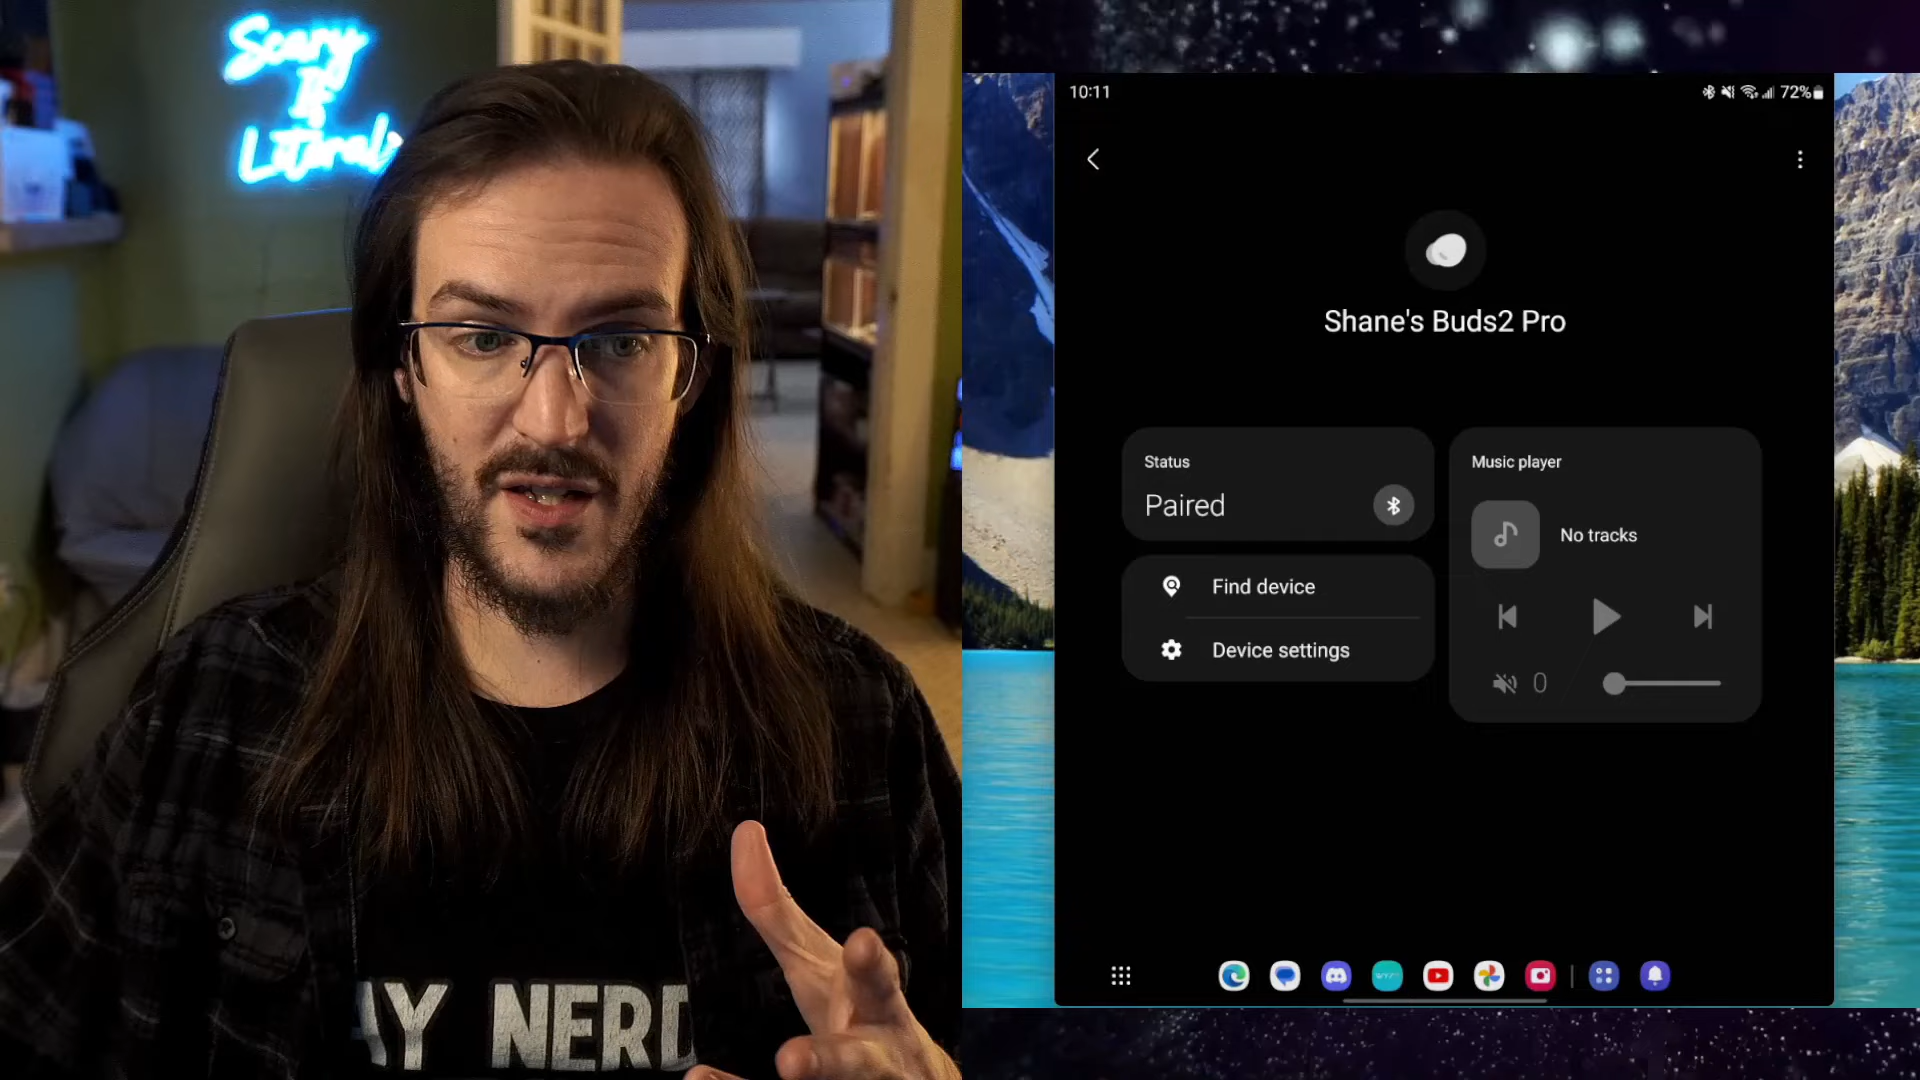 Scary
Is
Literal
AY NERD
10:11
72%
Shane's Buds2 Pro
Status
Paired
Find device
Device settings
Music player
No tracks
0